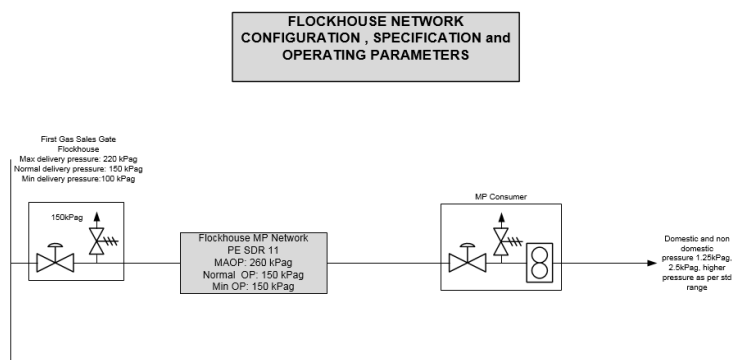 FLOCKHOUSE NETWORK
CONFIGURATION , SPECIFICATION and
OPERATING PARAMETERS
First Gas Sales Gate
Flockhouse
Max delivery pressure: 220 kPag
Normal delivery pressure: 150 kPag
Min delivery pressure:100 kPag
150kPag
Flockhouse MP Network
PE SDR 11
MAOP: 260 kPag
Normal OP: 150 kPag
Min OP: 150 kPag
MP Consumer
Domestic and non
domestic
pressure 1.25kPag,
2.5kPag, higher
pressure as per std
range